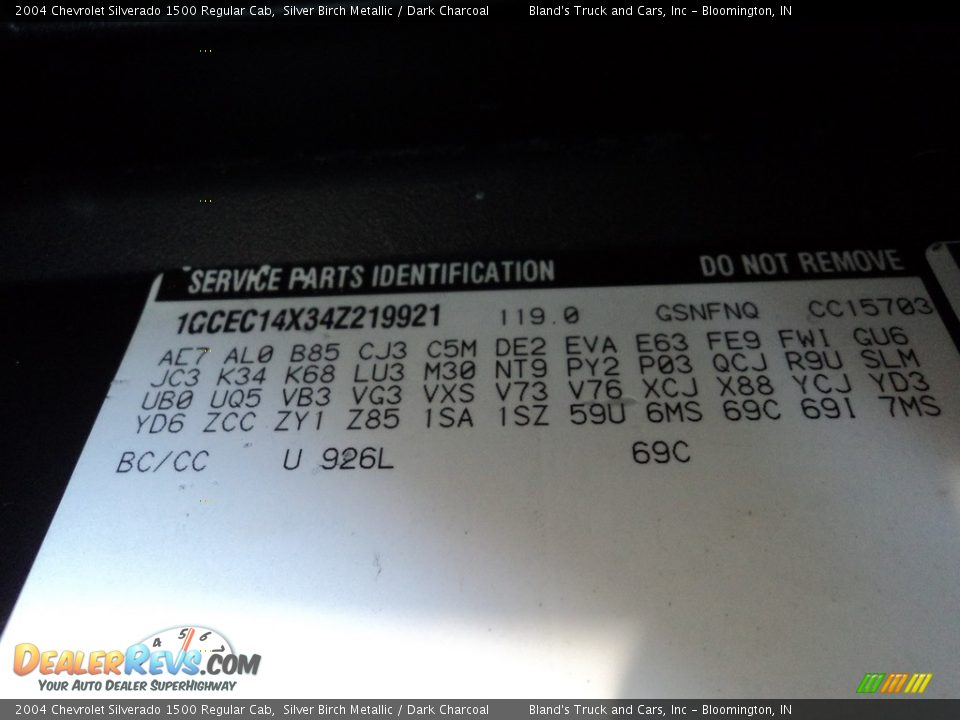 2004 Chevrolet Silverado 1500 Regular Cab, Silver Birch Metallic / Dark Charcoal Bland's Truck and Cars, Inc - Bloomington, IN
SERVICE PARTS IDENTIFICATION DO NOT REMOVE
1GCEC14X34Z219921 119.0 GSNFNQ CC15703
AE7 AL0 B85 CJ3 C5M DE2 EVA E63 FE9 FW1 GU6
JC3 K34 K68 LU3 M30 NT9 PY2 P03 QCJ R9U SLM
UB0 UQ5 VB3 VG3 VXS V73 V76 XCJ X88 YCJ YD3
YD6 ZCC ZY1 Z85 1SA 1SZ 59U 6MS 69C 69I 7MS
BC/CC U 926L 69C
4 5 6
DEALERREVS.COM
YOUR AUTO DEALER SUPERHIGHWAY
2004 Chevrolet Silverado 1500 Regular Cab, Silver Birch Metallic / Dark Charcoal Bland's Truck and Cars, Inc - Bloomington, IN